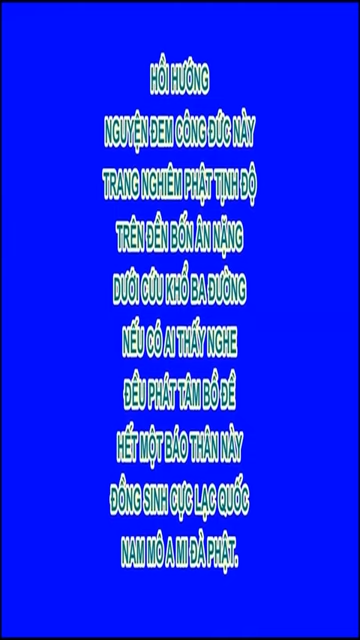 HỒI HƯỚNG
NGUYỆN ĐEM CÔNG ĐỨC NÀY
TRANG NGHIÊM PHẬT TỊNH ĐỘ
TRÊN ĐỀN BỐN ÂN NẶNG
DƯỚI CỨU KHỔ BA ĐƯỜNG
NẾU CÓ AI THẤY NGHE
ĐỀU PHÁT TÂM BỒ ĐỀ
HẾT MỘT BÁO THÂN NÀY
ĐỒNG SINH CỰC LẠC QUỐC
NAM MÔ A MI ĐÀ PHẬT.